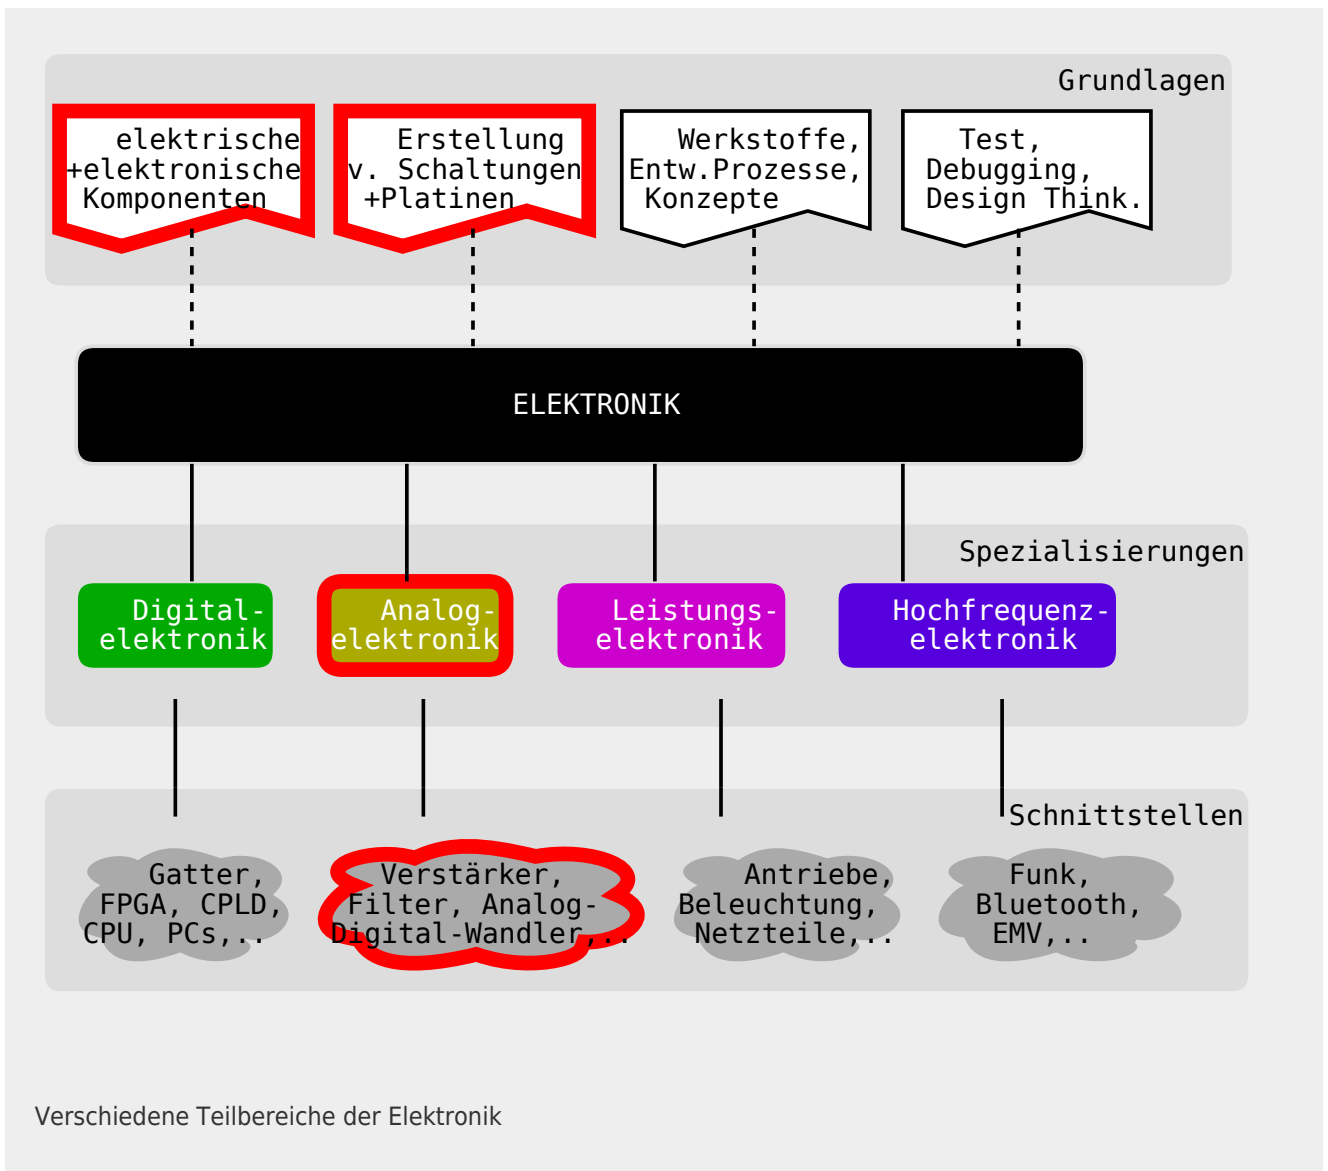 Grundlagen
elektrische
+elektronische
Komponenten
Erstellung
v. Schaltungen
+Platinen
Werkstoffe,
Entw.Prozesse,
Konzepte
Test,
Debugging,
Design Think.
ELEKTRONIK
Spezialisierungen
Digital-
elektronik
Analog-
elektronik
Leistungs-
elektronik
Hochfrequenz-
elektronik
Schnittstellen
Gatter,
FPGA, CPLD,
CPU, PCs,..
Verstärker,
Filter, Analog-
Digital-Wandler,..
Antriebe,
Beleuchtung,
Netzteile,..
Funk,
Bluetooth,
EMV,..
Verschiedene Teilbereiche der Elektronik